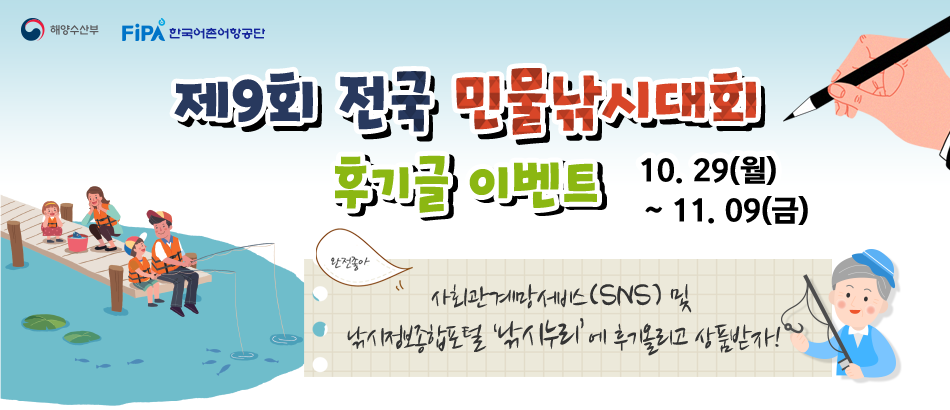 해양수산부
FiPA 한국어촌어항공단
제9회 전국 민물낚시대회
후기글 이벤트
10. 29(월)
~ 11. 09(금)
완전좋아
사회관계망서비스(SNS) 및
낚시정보종합포털 '낚시누리'에 후기올리고 상품받자!